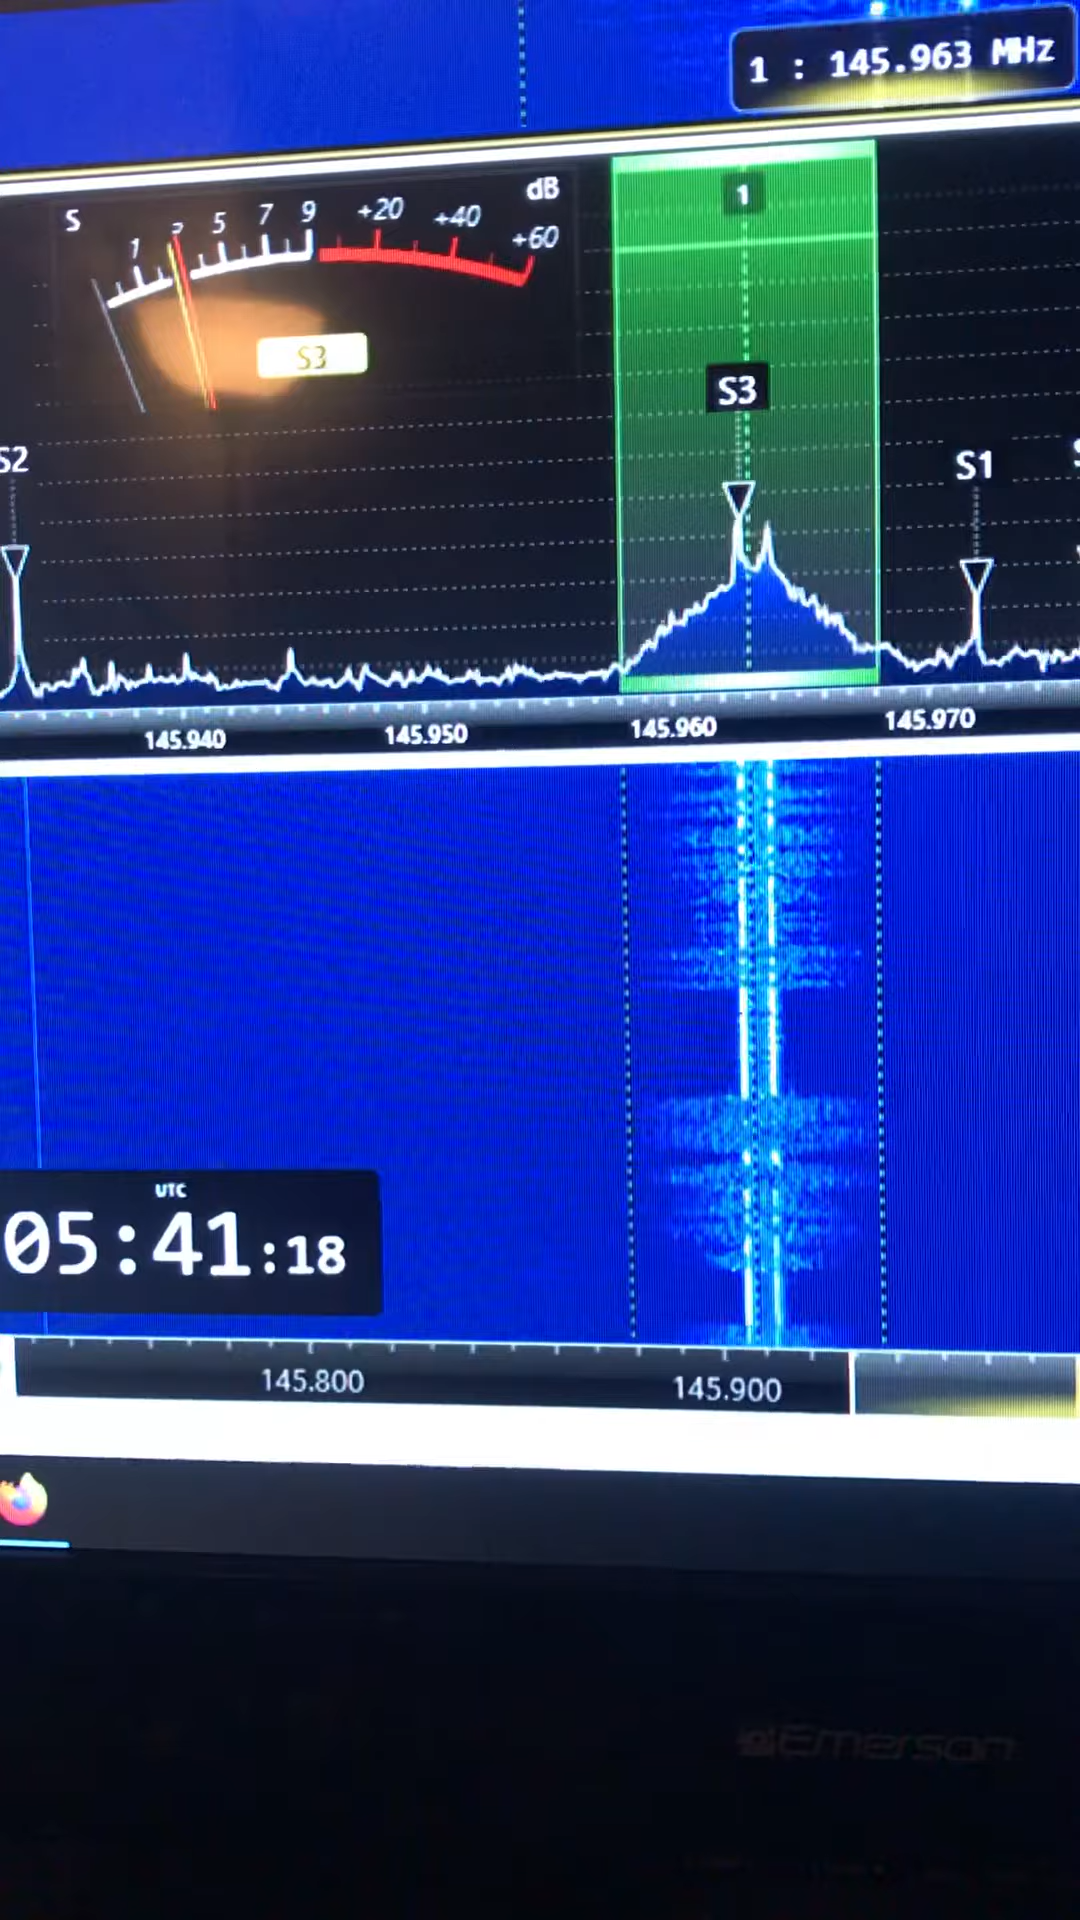 1 : 145.963 MHz
S 1 5 7 9 +20 +40 +60 dB
1
S3
S3
S2
S1
145.940 145.950 145.960 145.970
UTC
05:41:18
145.800 145.900
Emerson